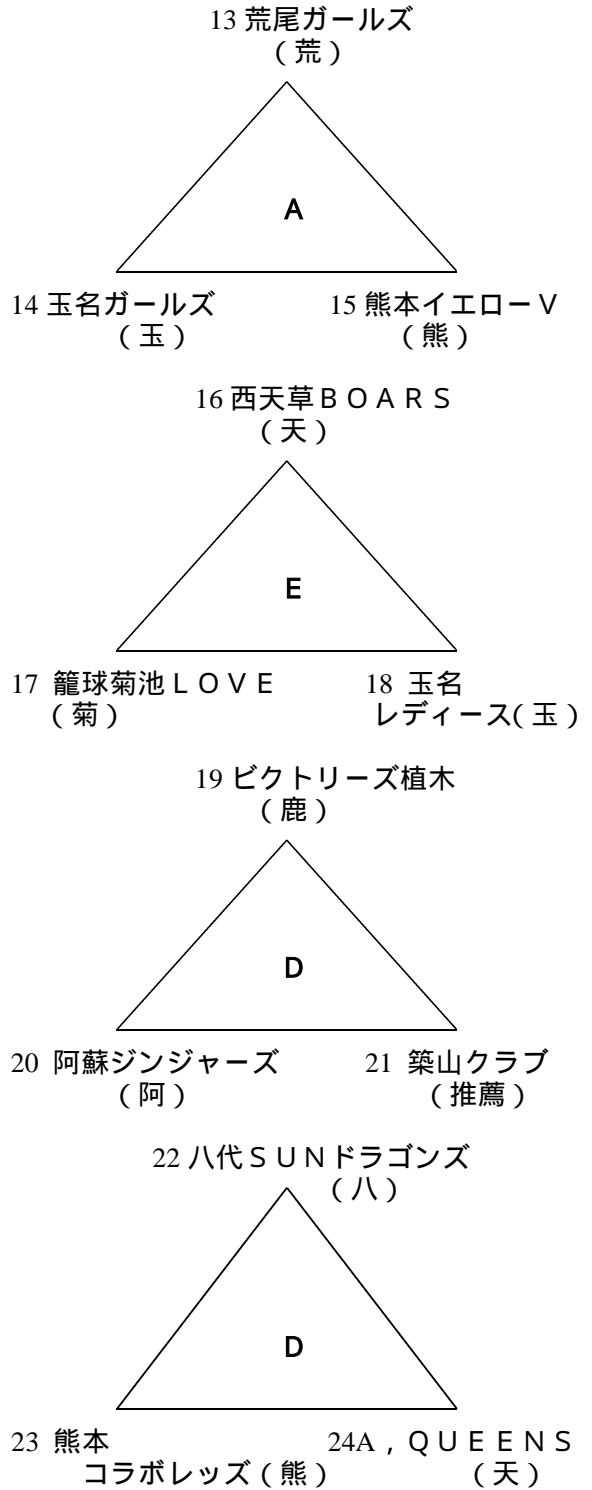 13 荒尾ガールズ
（荒）
A
14 玉名ガールズ 15 熊本イエローＶ
（玉） （熊）
16 西天草ＢＯＡＲＳ
（天）
E
17 籠球菊池ＬＯＶＥ 18 玉名
（菊） レディース(玉）
19 ビクトリーズ植木
（鹿）
D
20 阿蘇ジンジャーズ 21 築山クラブ
（阿） （推薦）
22 八代ＳＵＮドラゴンズ
（八）
D
23 熊本 24A，ＱＵＥＥＮＳ
コラボレッズ（熊） （天）